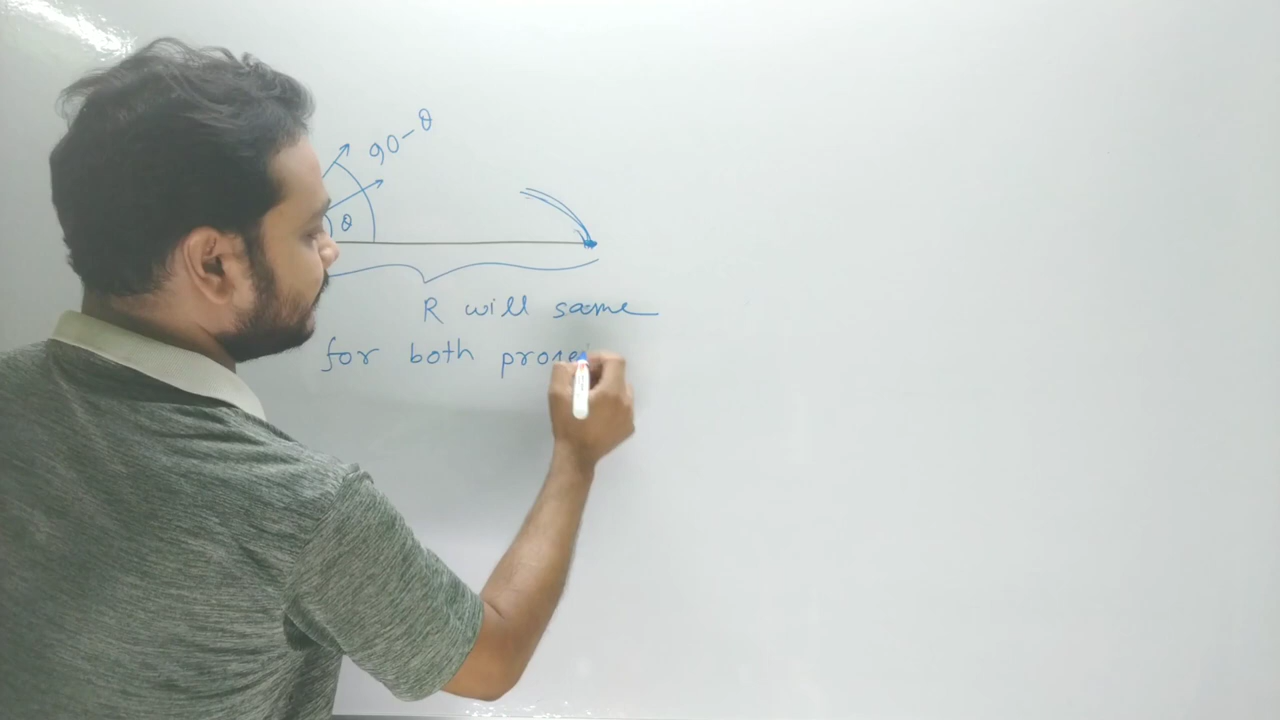 90-θ
θ
R will same
for both